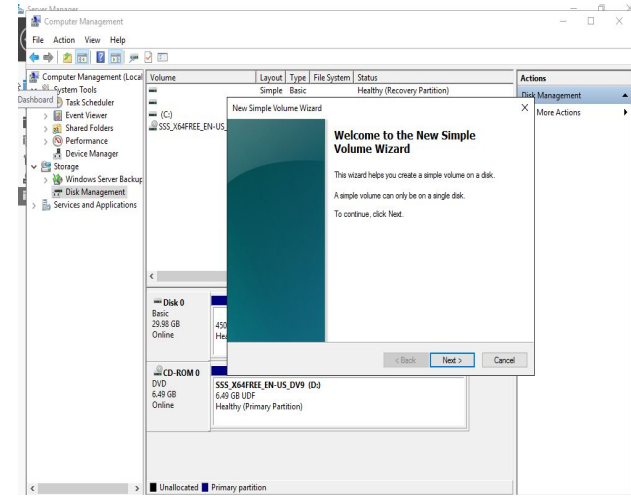 Server Manager
Computer Management
File Action View Help
Computer Management (Local
System Tools
Dashboard
Task Scheduler
Event Viewer
Shared Folders
Performance
Device Manager
Storage
Windows Server Backup
Disk Management
Services and Applications
Volume Layout Type File System Status
Simple Basic Healthy (Recovery Partition)
(C:)
SSS_X64FREE_EN-US_
New Simple Volume Wizard
Welcome to the New Simple
Volume Wizard
This wizard helps you create a simple volume on a disk.
A simple volume can only be on a single disk.
To continue, click Next.
< Back Next > Cancel
Actions
Disk Management
More Actions
Disk 0
Basic
29.98 GB
Online
450
Hea
CD-ROM 0
DVD
6.49 GB
Online
SSS_X64FREE_EN-US_DV9 (D:)
6.49 GB UDF
Healthy (Primary Partition)
Unallocated Primary partition